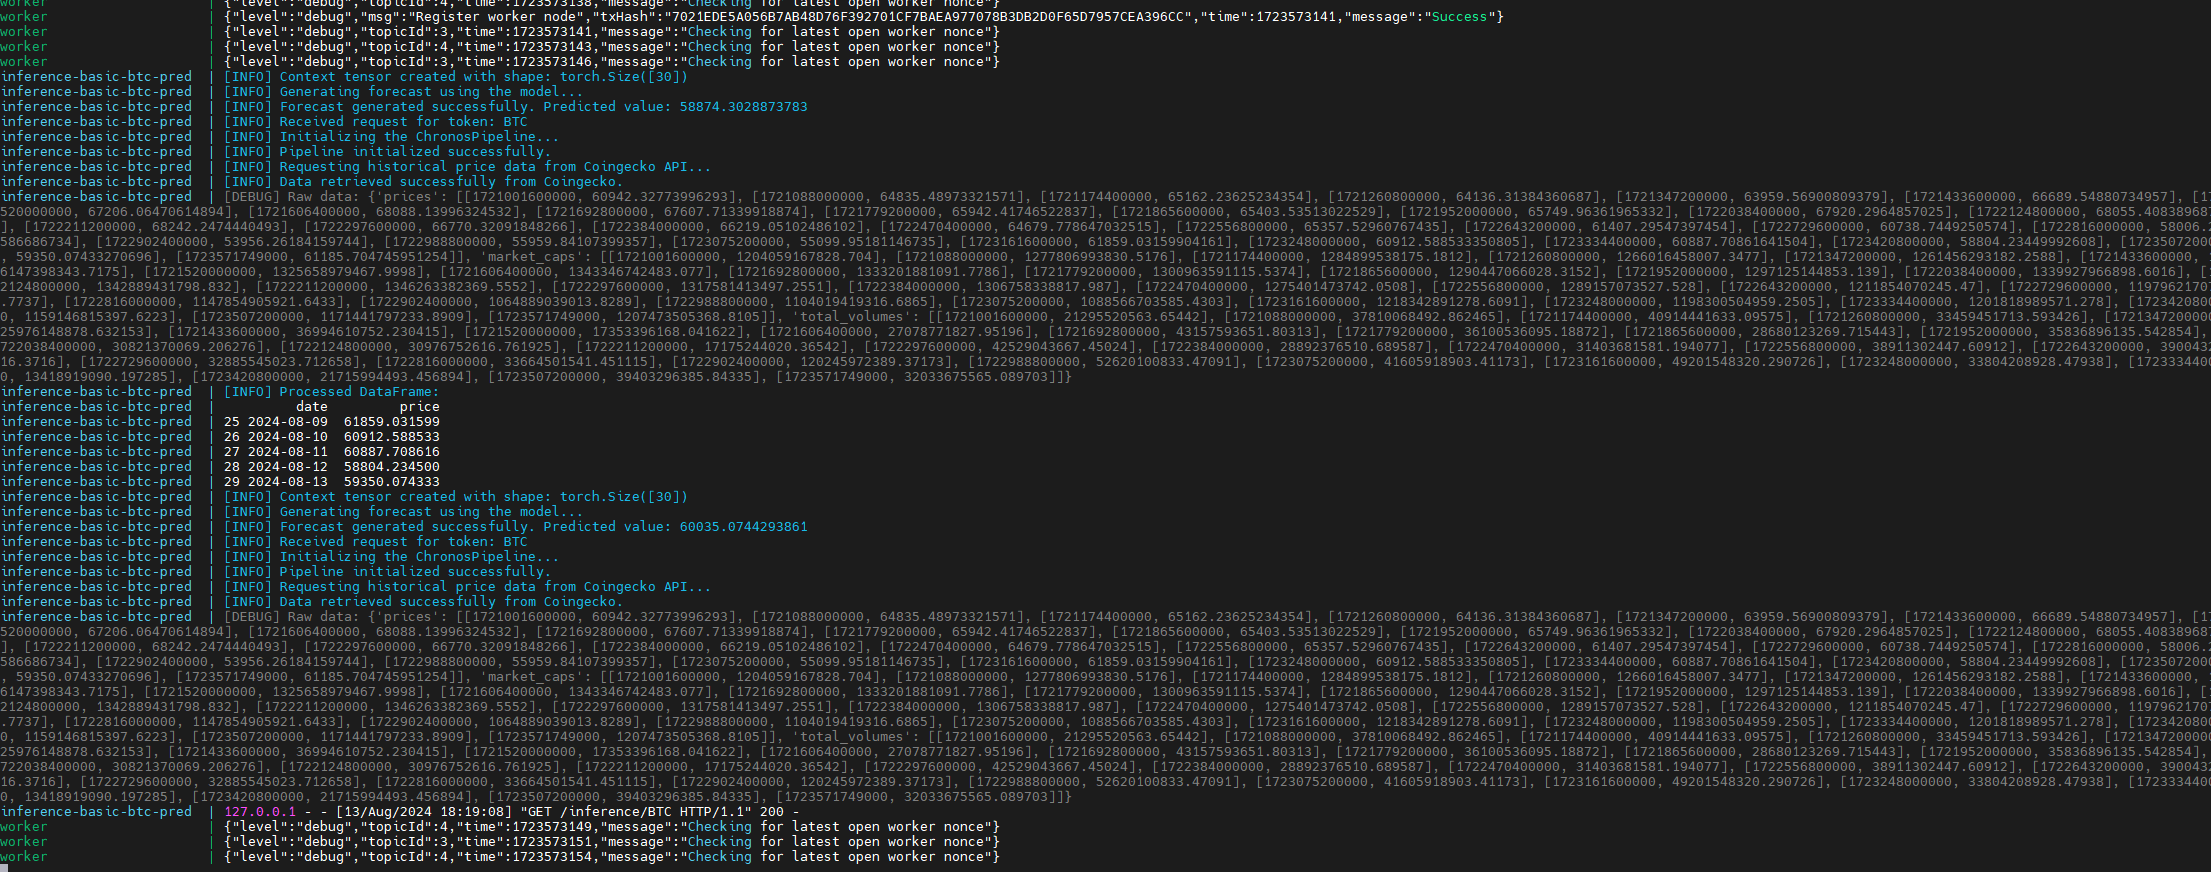 worker                    | {"level":"debug","topicId":4,"time":1723573138,"message":"Checking for latest open worker nonce"}
worker                    | {"level":"debug","msg":"Register worker node","txHash":"7021EDE5A056B7AB48D76F392701CF7BAEA977078B3DB2D0F65D7957CEA396CC","time":1723573141,"message":"Success"}
worker                    | {"level":"debug","topicId":3,"time":1723573141,"message":"Checking for latest open worker nonce"}
worker                    | {"level":"debug","topicId":4,"time":1723573143,"message":"Checking for latest open worker nonce"}
worker                    | {"level":"debug","topicId":3,"time":1723573146,"message":"Checking for latest open worker nonce"}
inference-basic-btc-pred  | [INFO] Context tensor created with shape: torch.Size([30])
inference-basic-btc-pred  | [INFO] Generating forecast using the model...
inference-basic-btc-pred  | [INFO] Forecast generated successfully. Predicted value: 58874.3028873783
inference-basic-btc-pred  | [INFO] Received request for token: BTC
inference-basic-btc-pred  | [INFO] Initializing the ChronosPipeline...
inference-basic-btc-pred  | [INFO] Pipeline initialized successfully.
inference-basic-btc-pred  | [INFO] Requesting historical price data from Coingecko API...
inference-basic-btc-pred  | [INFO] Data retrieved successfully from Coingecko.
inference-basic-btc-pred  | [DEBUG] Raw data: {'prices': [[1721001600000, 60942.32773996293], [1721088000000, 64835.48973321571], [1721174400000, 65162.23625234354], [1721260800000, 64136.31384360687], [1721347200000, 63959.56900809379], [1721433600000, 66689.54880734957], [1721
520000000, 67206.06470614894], [1721606400000, 68088.13996324532], [1721692800000, 67607.71339918874], [1721779200000, 65942.41746522837], [1721865600000, 65403.53513022529], [1721952000000, 65749.96361965332], [1722038400000, 67920.2964857025], [1722124800000, 68055.408389687
], [1722211200000, 68242.2474440493], [1722297600000, 66770.32091848266], [1722384000000, 66219.05102486102], [1722470400000, 64679.778647032515], [1722556800000, 65357.52960767435], [1722643200000, 61407.29547397454], [1722729600000, 60738.7449250574], [1722816000000, 58006.2
586686734], [1722902400000, 53956.26184159744], [1722988800000, 55959.84107399357], [1723075200000, 55099.95181146735], [1723161600000, 61859.03159904161], [1723248000000, 60912.588533350805], [1723334400000, 60887.70861641504], [1723420800000, 58804.23449992608], [172350720000
, 59350.07433270696], [1723571749000, 61185.704745951254]], 'market_caps': [[1721001600000, 1204059167828.704], [1721088000000, 1277806993830.5176], [1721174400000, 1284899538175.1812], [1721260800000, 1266016458007.3477], [1721347200000, 1261456293182.2588], [1721433600000, 1
6147398343.7175], [1721520000000, 1325658979467.9998], [1721606400000, 1343346742483.077], [1721692800000, 1333201881091.7786], [1721779200000, 1300963591115.5374], [1721865600000, 1290447066028.3152], [1721952000000, 1297125144853.139], [1722038400000, 1339927966898.6016], [17
2124800000, 1342889431798.832], [1722211200000, 1346263382369.5552], [1722297600000, 1317581413497.2551], [1722384000000, 1306758338817.987], [1722470400000, 1275401473742.0508], [1722556800000, 1289157073527.528], [1722643200000, 1211854070245.47], [1722729600000, 11979621707
.7737], [1722816000000, 1147854905921.6433], [1722902400000, 1064889039013.8289], [1722988800000, 1104019419316.6865], [1723075200000, 1088566703585.4303], [1723161600000, 1218342891278.6091], [1723248000000, 1198300504959.2505], [1723334400000, 1201818989571.278], [1723420800
0, 1159146815397.6223], [1723507200000, 1171441797233.8909], [1723571749000, 1207473505368.8105]], 'total_volumes': [[1721001600000, 21295520563.65442], [1721088000000, 37810068492.862465], [1721174400000, 40914441633.09575], [1721260800000, 33459451713.593426], [1721347200000
25976148878.632153], [1721433600000, 36994610752.230415], [1721520000000, 17353396168.041622], [1721606400000, 27078771827.95196], [1721692800000, 43157593651.80313], [1721779200000, 36100536095.18872], [1721865600000, 28680123269.715443], [1721952000000, 35836896135.542854], [
722038400000, 30821370069.206276], [1722124800000, 30976752616.761925], [1722211200000, 17175244020.36542], [1722297600000, 42529043667.45024], [1722384000000, 28892376510.689587], [1722470400000, 31403681581.194077], [1722556800000, 38911302447.60912], [1722643200000, 390043
16.3716], [1722729600000, 32885545023.712658], [1722816000000, 33664501541.451115], [1722902400000, 120245972389.37173], [1722988800000, 52620100833.47091], [1723075200000, 41605918903.41173], [1723161600000, 49201548320.290726], [1723248000000, 33804208928.47938], [1723334400
0, 13418919090.197285], [1723420800000, 21715994493.456894], [1723507200000, 39403296385.84335], [1723571749000, 32033675565.089703]]}
inference-basic-btc-pred  | [INFO] Processed DataFrame:
inference-basic-btc-pred  |          date         price
inference-basic-btc-pred  | 25 2024-08-09  61859.031599
inference-basic-btc-pred  | 26 2024-08-10  60912.588533
inference-basic-btc-pred  | 27 2024-08-11  60887.708616
inference-basic-btc-pred  | 28 2024-08-12  58804.234500
inference-basic-btc-pred  | 29 2024-08-13  59350.074333
inference-basic-btc-pred  | [INFO] Context tensor created with shape: torch.Size([30])
inference-basic-btc-pred  | [INFO] Generating forecast using the model...
inference-basic-btc-pred  | [INFO] Forecast generated successfully. Predicted value: 60035.0744293861
inference-basic-btc-pred  | [INFO] Received request for token: BTC
inference-basic-btc-pred  | [INFO] Initializing the ChronosPipeline...
inference-basic-btc-pred  | [INFO] Pipeline initialized successfully.
inference-basic-btc-pred  | [INFO] Requesting historical price data from Coingecko API...
inference-basic-btc-pred  | [INFO] Data retrieved successfully from Coingecko.
inference-basic-btc-pred  | [DEBUG] Raw data: {'prices': [[1721001600000, 60942.32773996293], [1721088000000, 64835.48973321571], [1721174400000, 65162.23625234354], [1721260800000, 64136.31384360687], [1721347200000, 63959.56900809379], [1721433600000, 66689.54880734957], [1721
520000000, 67206.06470614894], [1721606400000, 68088.13996324532], [1721692800000, 67607.71339918874], [1721779200000, 65942.41746522837], [1721865600000, 65403.53513022529], [1721952000000, 65749.96361965332], [1722038400000, 67920.2964857025], [1722124800000, 68055.408389687
], [1722211200000, 68242.2474440493], [1722297600000, 66770.32091848266], [1722384000000, 66219.05102486102], [1722470400000, 64679.778647032515], [1722556800000, 65357.52960767435], [1722643200000, 61407.29547397454], [1722729600000, 60738.7449250574], [1722816000000, 58006.2
586686734], [1722902400000, 53956.26184159744], [1722988800000, 55959.84107399357], [1723075200000, 55099.95181146735], [1723161600000, 61859.03159904161], [1723248000000, 60912.588533350805], [1723334400000, 60887.70861641504], [1723420800000, 58804.23449992608], [172350720000
, 59350.07433270696], [1723571749000, 61185.704745951254]], 'market_caps': [[1721001600000, 1204059167828.704], [1721088000000, 1277806993830.5176], [1721174400000, 1284899538175.1812], [1721260800000, 1266016458007.3477], [1721347200000, 1261456293182.2588], [1721433600000, 1
6147398343.7175], [1721520000000, 1325658979467.9998], [1721606400000, 1343346742483.077], [1721692800000, 1333201881091.7786], [1721779200000, 1300963591115.5374], [1721865600000, 1290447066028.3152], [1721952000000, 1297125144853.139], [1722038400000, 1339927966898.6016], [17
2124800000, 1342889431798.832], [1722211200000, 1346263382369.5552], [1722297600000, 1317581413497.2551], [1722384000000, 1306758338817.987], [1722470400000, 1275401473742.0508], [1722556800000, 1289157073527.528], [1722643200000, 1211854070245.47], [1722729600000, 11979621707
.7737], [1722816000000, 1147854905921.6433], [1722902400000, 1064889039013.8289], [1722988800000, 1104019419316.6865], [1723075200000, 1088566703585.4303], [1723161600000, 1218342891278.6091], [1723248000000, 1198300504959.2505], [1723334400000, 1201818989571.278], [1723420800
0, 1159146815397.6223], [1723507200000, 1171441797233.8909], [1723571749000, 1207473505368.8105]], 'total_volumes': [[1721001600000, 21295520563.65442], [1721088000000, 37810068492.862465], [1721174400000, 40914441633.09575], [1721260800000, 33459451713.593426], [1721347200000
25976148878.632153], [1721433600000, 36994610752.230415], [1721520000000, 17353396168.041622], [1721606400000, 27078771827.95196], [1721692800000, 43157593651.80313], [1721779200000, 36100536095.18872], [1721865600000, 28680123269.715443], [1721952000000, 35836896135.542854], [
722038400000, 30821370069.206276], [1722124800000, 30976752616.761925], [1722211200000, 17175244020.36542], [1722297600000, 42529043667.45024], [1722384000000, 28892376510.689587], [1722470400000, 31403681581.194077], [1722556800000, 38911302447.60912], [1722643200000, 390043
16.3716], [1722729600000, 32885545023.712658], [1722816000000, 33664501541.451115], [1722902400000, 120245972389.37173], [1722988800000, 52620100833.47091], [1723075200000, 41605918903.41173], [1723161600000, 49201548320.290726], [1723248000000, 33804208928.47938], [1723334400
0, 13418919090.197285], [1723420800000, 21715994493.456894], [1723507200000, 39403296385.84335], [1723571749000, 32033675565.089703]]}
inference-basic-btc-pred  | 127.0.0.1 - - [13/Aug/2024 18:19:08] "GET /inference/BTC HTTP/1.1" 200 -
worker                    | {"level":"debug","topicId":4,"time":1723573149,"message":"Checking for latest open worker nonce"}
worker                    | {"level":"debug","topicId":3,"time":1723573151,"message":"Checking for latest open worker nonce"}
worker                    | {"level":"debug","topicId":4,"time":1723573154,"message":"Checking for latest open worker nonce"}